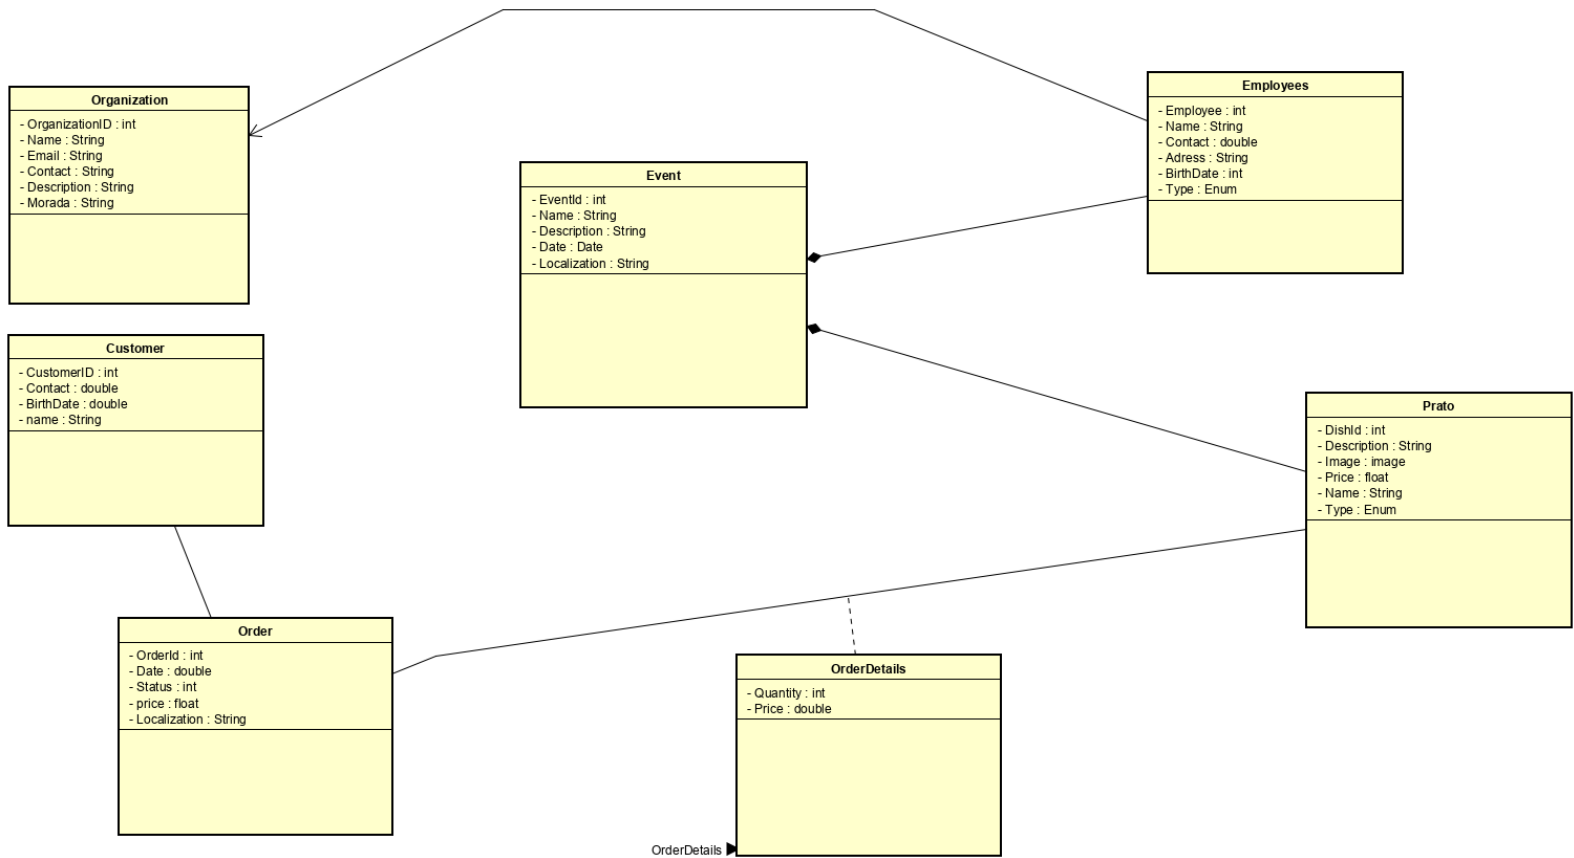 Organization
- OrganizationID : int
- Name : String
- Email : String
- Contact : String
- Description : String
- Morada : String
Employees
- Employee : int
- Name : String
- Contact : double
- Adress : String
- BirthDate : int
- Type : Enum
Event
- EventId : int
- Name : String
- Description : String
- Date : Date
- Localization : String
Customer
- CustomerID : int
- Contact : double
- BirthDate : double
- name : String
Prato
- DishId : int
- Description : String
- Image : image
- Price : float
- Name : String
- Type : Enum
Order
- OrderId : int
- Date : double
- Status : int
- price : float
- Localization : String
OrderDetails
- Quantity : int
- Price : double
OrderDetails